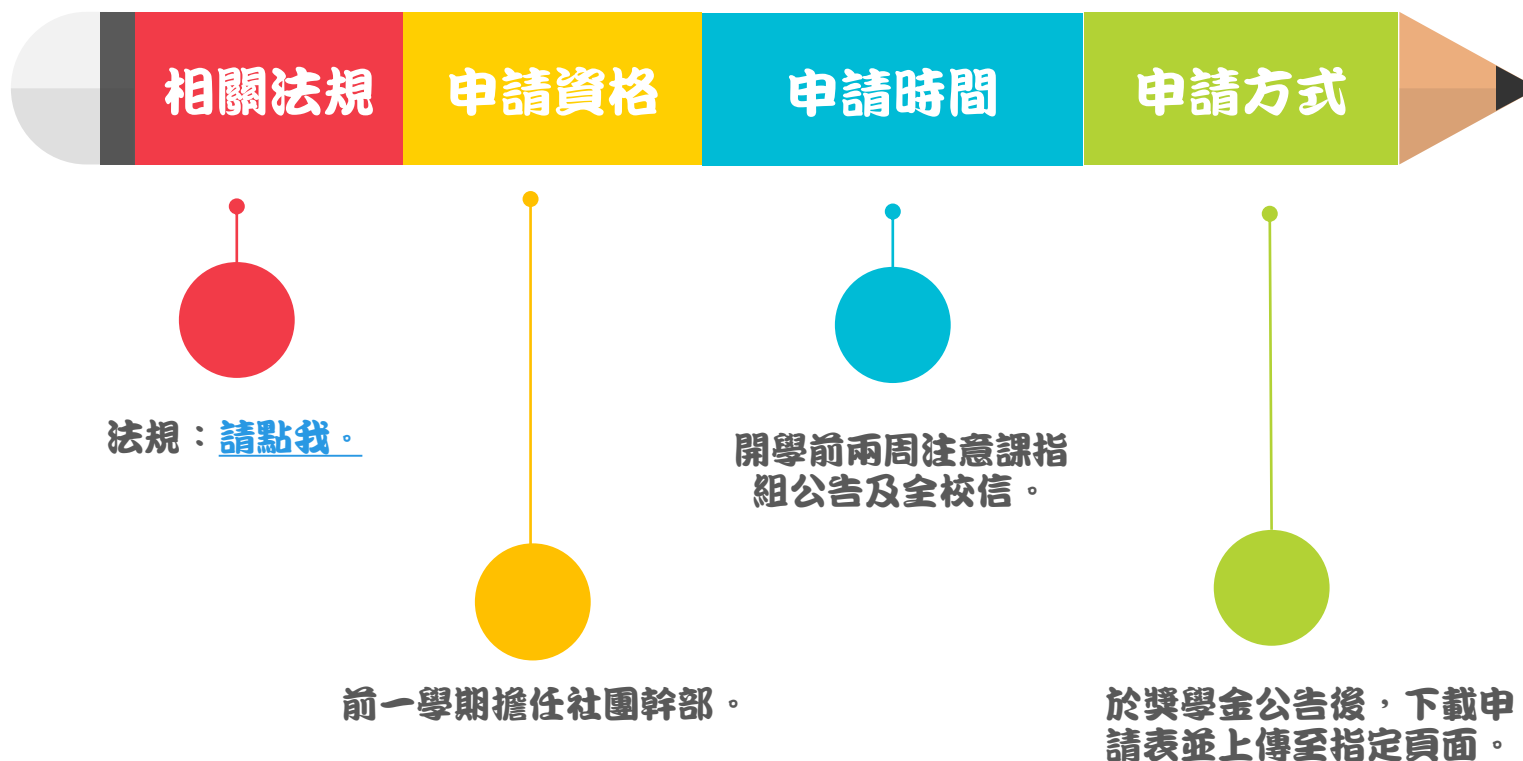 相關法規
申請資格
申請時間
申請方式
法規：請點我。
開學前兩周注意課指
組公告及全校信。
前一學期擔任社團幹部。
於獎學金公告後，下載申
請表並上傳至指定頁面。